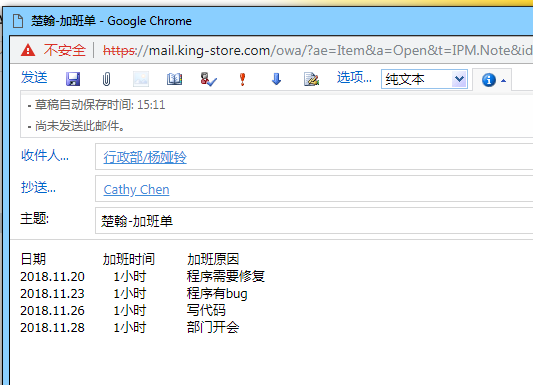 楚翰-加班单 - Google Chrome
不安全 https://mail.king-store.com/owa/?ae=Item&a=Open&t=IPM.Note&id
发送 选项... 纯文本
- 草稿自动保存时间: 15:11
- 尚未发送此邮件。
收件人... 行政部/杨娅铃
抄送... Cathy Chen
主题: 楚翰-加班单
日期 加班时间 加班原因
2018.11.20 1小时 程序需要修复
2018.11.23 1小时 程序有bug
2018.11.26 1小时 写代码
2018.11.28 1小时 部门开会